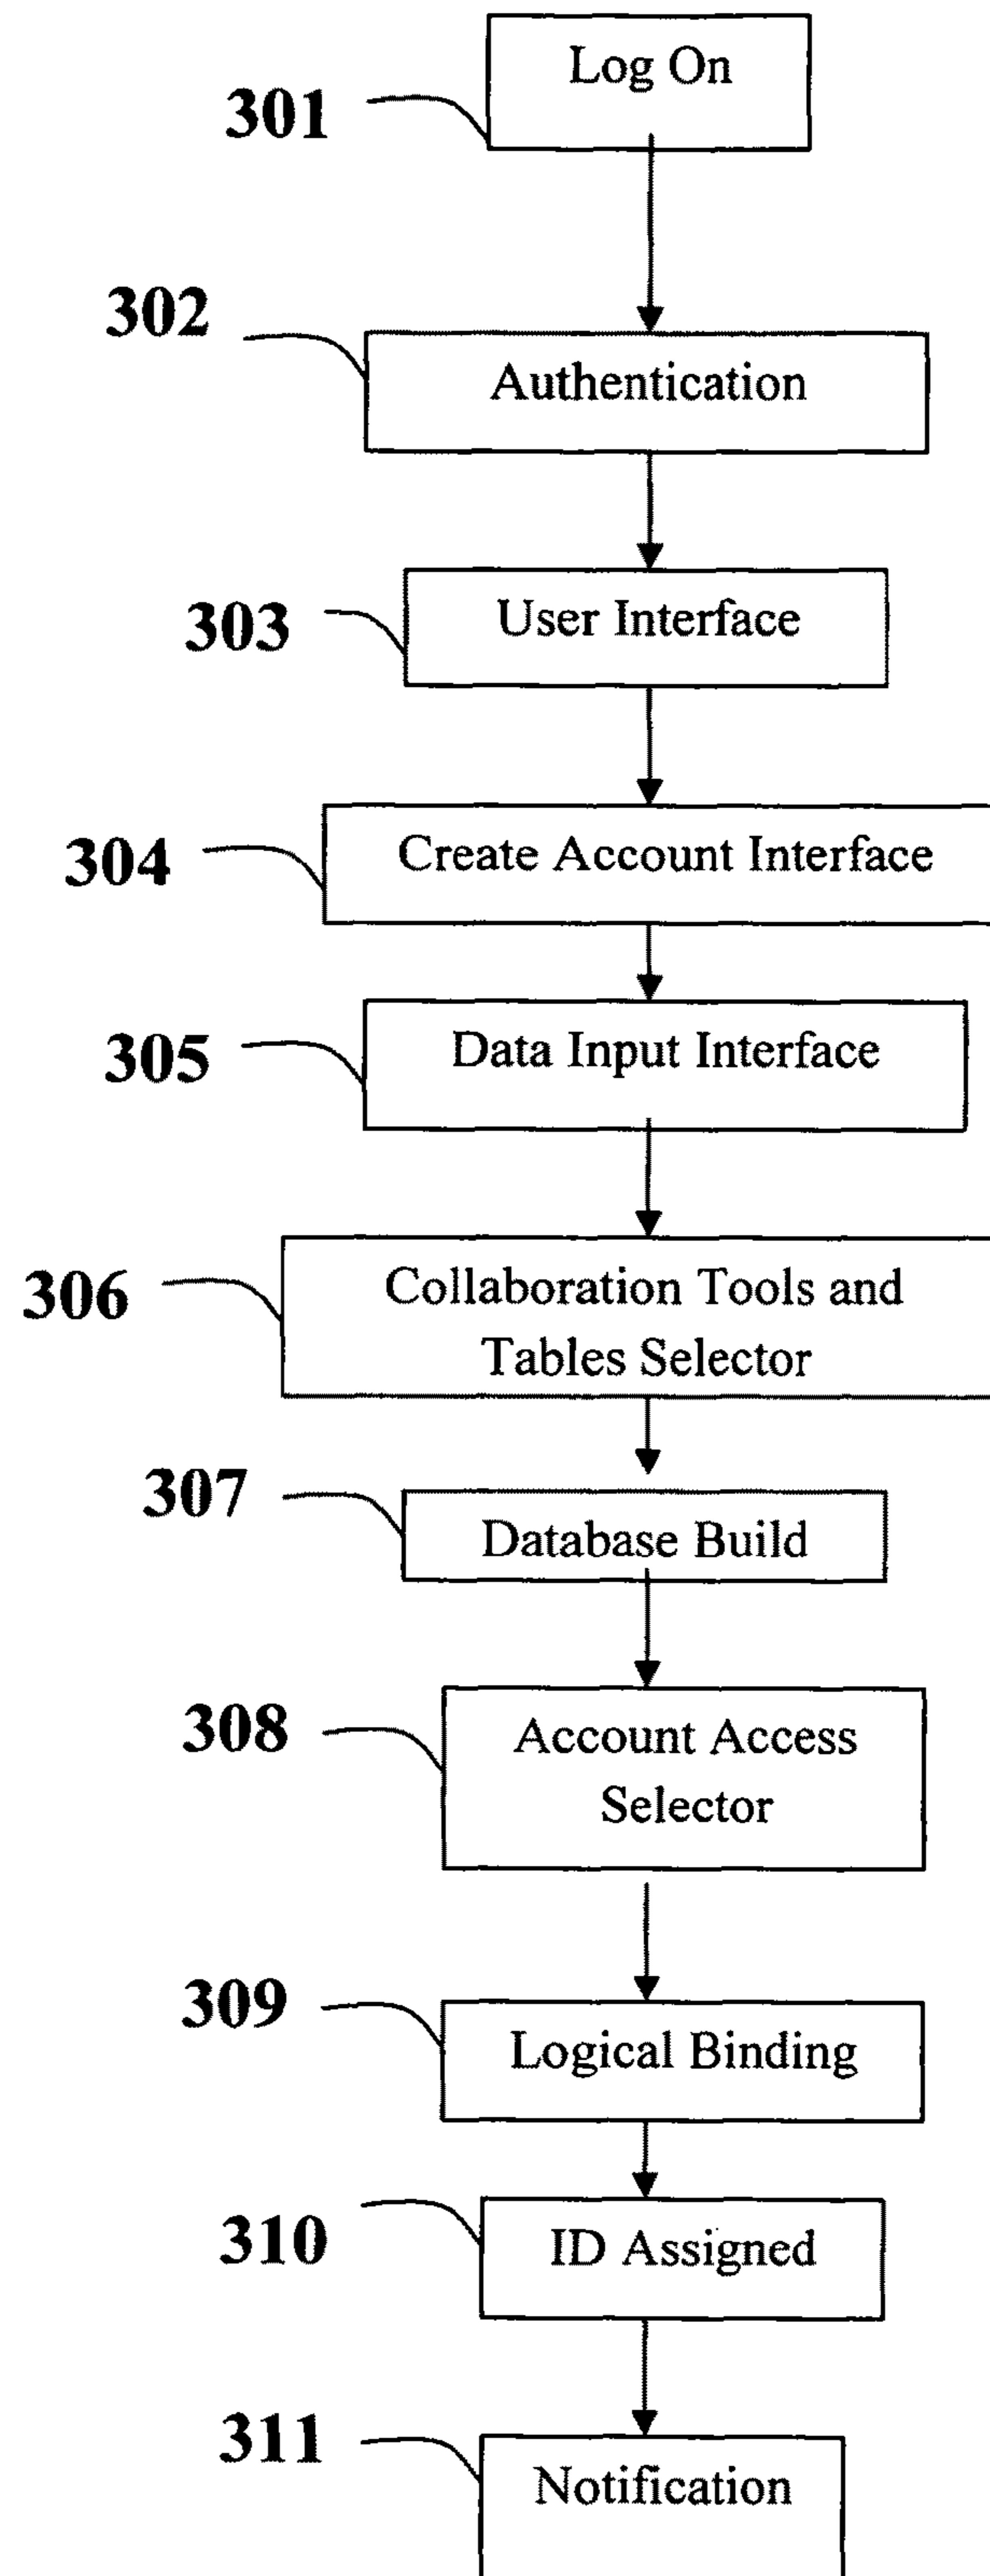 Log On
301
302
Authentication
User Interface
303
Create Account Interface
304
Data Input Interface
305
Collaboration Tools and
306
Tables Selector
307
Database Build
308
Account Access
Selector
309
Logical Binding
310
ID Assigned
311
Notification